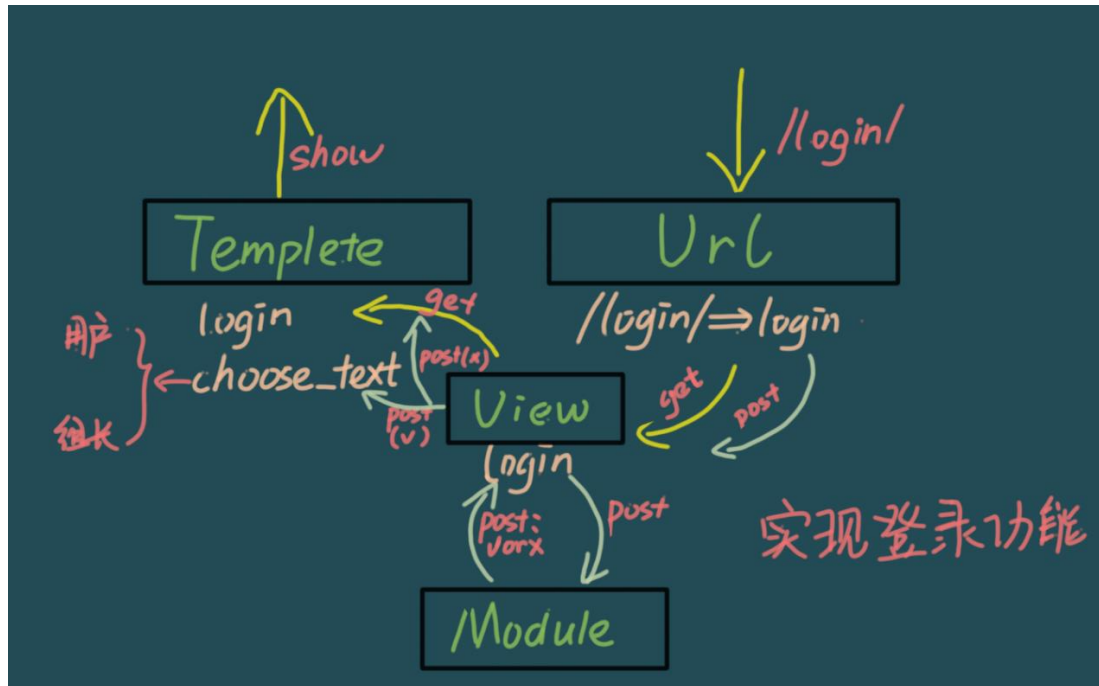 show
/login/
Templete
Url
login
get
/login/⇒login
用户
post(x)
choose_text
组长
post
(v)
View
get
post
login
post:
vorx
post
实现登录功能
Module